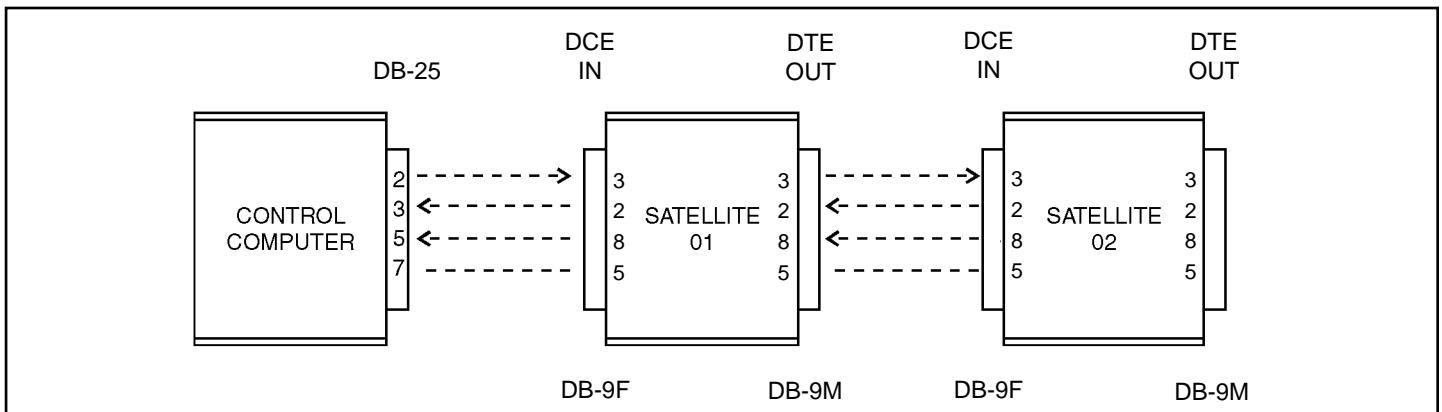 DB-25
DCE
IN
DTE
OUT
DCE
IN
DTE
OUT
CONTROL
COMPUTER
2
3
5
7
3
2
8
5
SATELLITE
01
3
2
8
5
3
2
8
5
SATELLITE
02
3
2
8
5
DB-9F
DB-9M
DB-9F
DB-9M